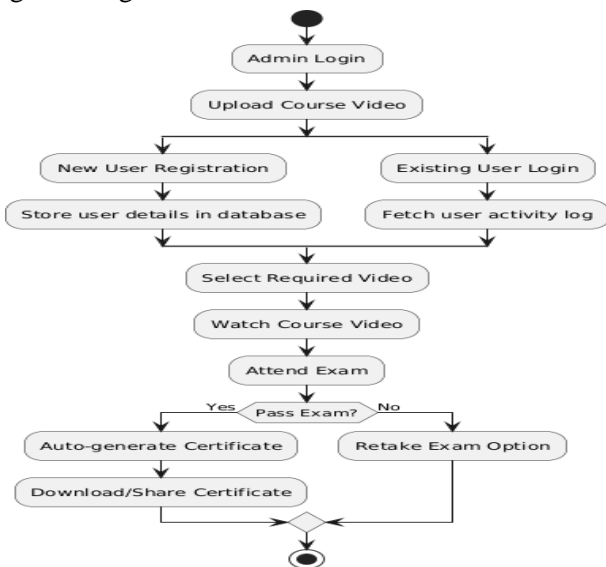 Admin Login
Upload Course Video
New User Registration
Existing User Login
Store user details in database
Fetch user activity log
Select Required Video
Watch Course Video
Attend Exam
Yes
Pass Exam?
No
Auto-generate Certificate
Retake Exam Option
Download/Share Certificate